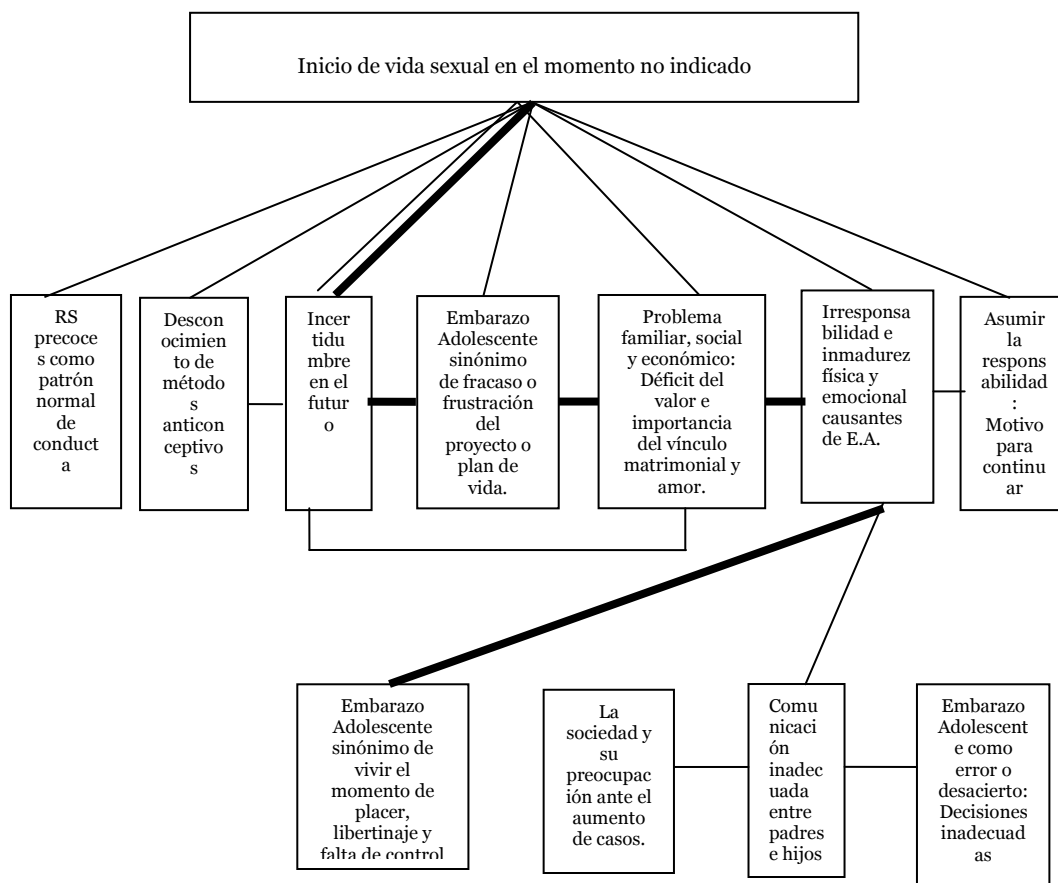 Inicio de vida sexual en el momento no indicado
RS
precoce
s como
patrón
normal
de
conduct
a
Descon
ocimien
to de
método
s
anticon
ceptivos
Incer
tidu
mbre
en el
futur
o
Embarazo
Adolescente
sinónimo
de fracaso o
frustración
del
proyecto o
plan de
vida.
Problema
familiar, social
y económico:
Déficit del
valor e
importancia
del vínculo
matrimonial y
amor.
Irresponsa
bilidad e
inmadurez
física y
emocional
causantes
de E.A.
Asumir
la
respons
abilidad
:
Motivo
para
continu
ar
Embarazo
Adolescente
sinónimo de
vivir el
momento de
placer,
libertinaje y
falta de control
La
sociedad y
su
preocupac
ión ante el
aumento
de casos.
Comu
nicaci
ón
inadec
uada
entre
padres
e hijos
Embarazo
Adolescent
e como
error o
desacierto:
Decisiones
inadecuad
as